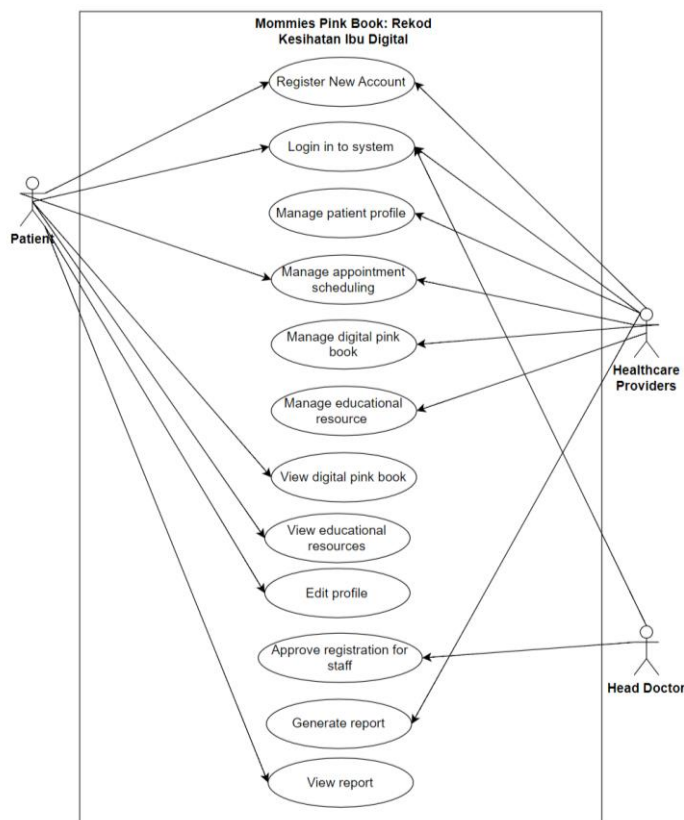 Mommies Pink Book: Rekod
Kesihatan Ibu Digital
Register New Account
Login in to system
Manage patient profile
Patient
Manage appointment
scheduling
Manage digital pink
book
Healthcare
Providers
Manage educational
resource
View digital pink book
View educational
resources
Edit profile
Approve registration for
staff
Head Doctor
Generate report
View report